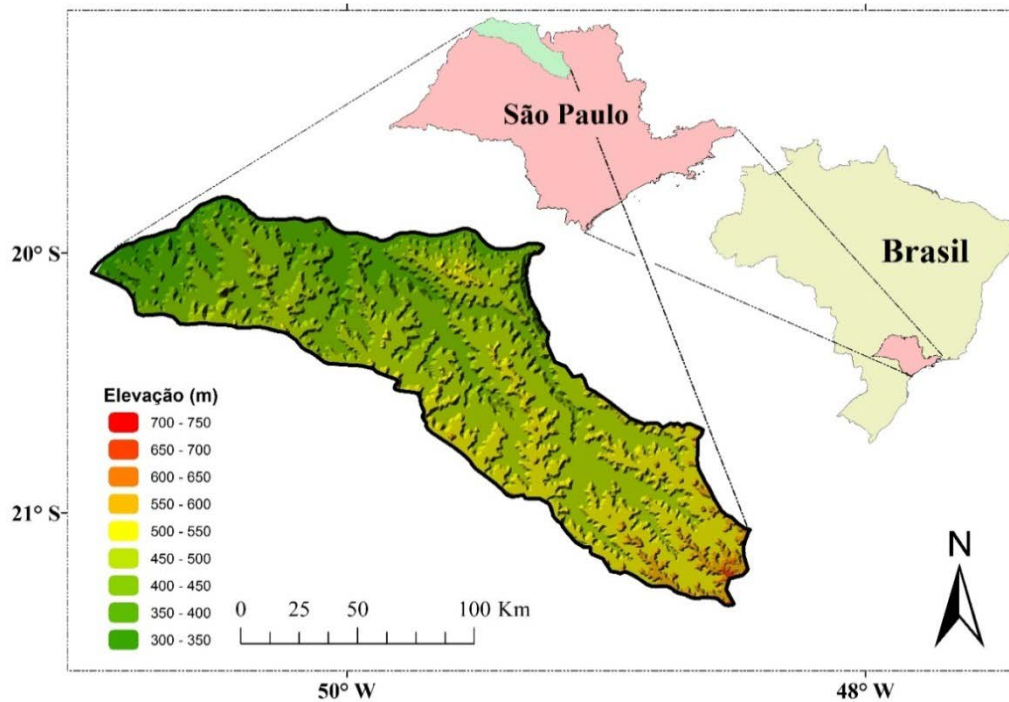 São Paulo
Brasil
20° S
21° S
Elevação (m)
700 - 750
650 - 700
600 - 650
550 - 600
500 - 550
450 - 500
400 - 450
350 - 400
300 - 350
0 25 50 100 Km
N
50° W 48° W